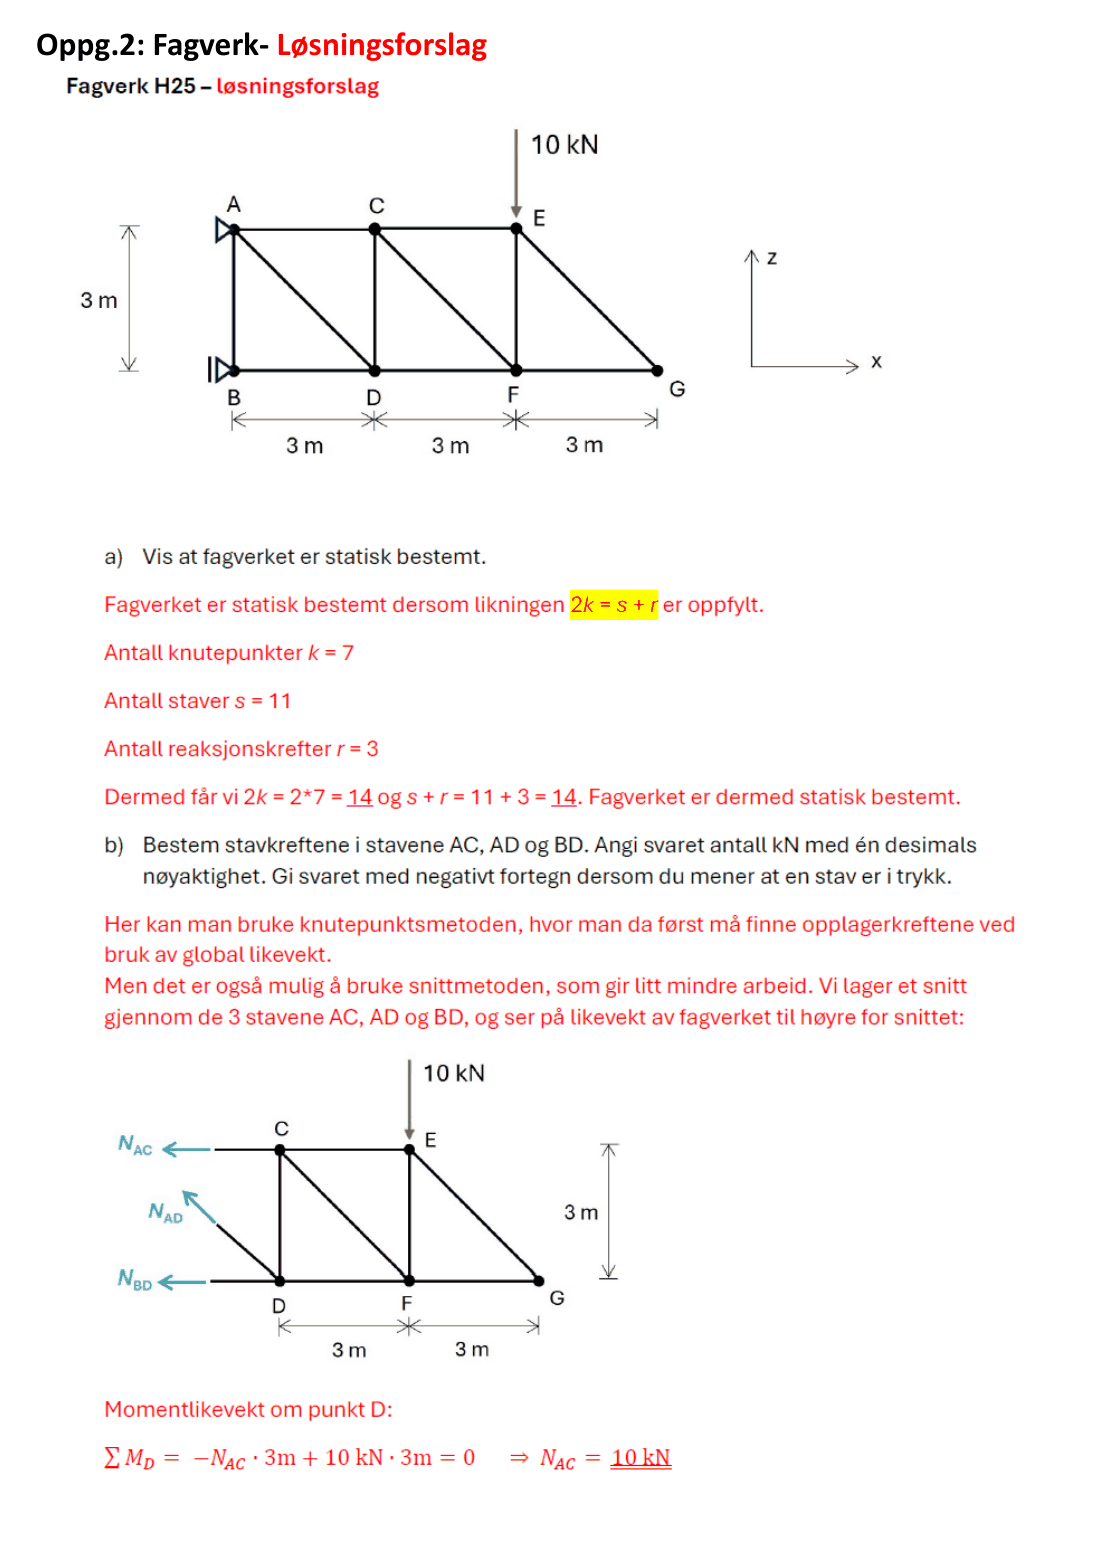 Oppg.2: Fagverk- Løsningsforslag
Fagverk H25 – løsningsforslag
10 kN
A
C
E
z
3 m
x
B
D
F
G
3 m
3 m
3 m
a) Vis at fagverket er statisk bestemt.
Fagverket er statisk bestemt dersom likningen 2k = s + r er oppfylt.
Antall knutepunkter k = 7
Antall staver s = 11
Antall reaksjonskrefter r = 3
Dermed får vi 2k = 2*7 = 14 og s + r = 11 + 3 = 14. Fagverket er dermed statisk bestemt.
b) Bestem stavkreftene i stavene AC, AD og BD. Angi svaret antall kN med én desimals
nøyaktighet. Gi svaret med negativt fortegn dersom du mener at en stav er i trykk.
Her kan man bruke knutepunktsmetoden, hvor man da først må finne opplagerkreftene ved
bruk av global likevekt.
Men det er også mulig å bruke snittmetoden, som gir litt mindre arbeid. Vi lager et snitt
gjennom de 3 stavene AC, AD og BD, og ser på likevekt av fagverket til høyre for snittet:
10 kN
C
E
N_AC
N_AD
3 m
N_BD
D
F
G
3 m
3 m
Momentlikevekt om punkt D:
∑ M_D = −N_AC · 3m + 10 kN · 3m = 0 ⇒ N_AC = 10 kN